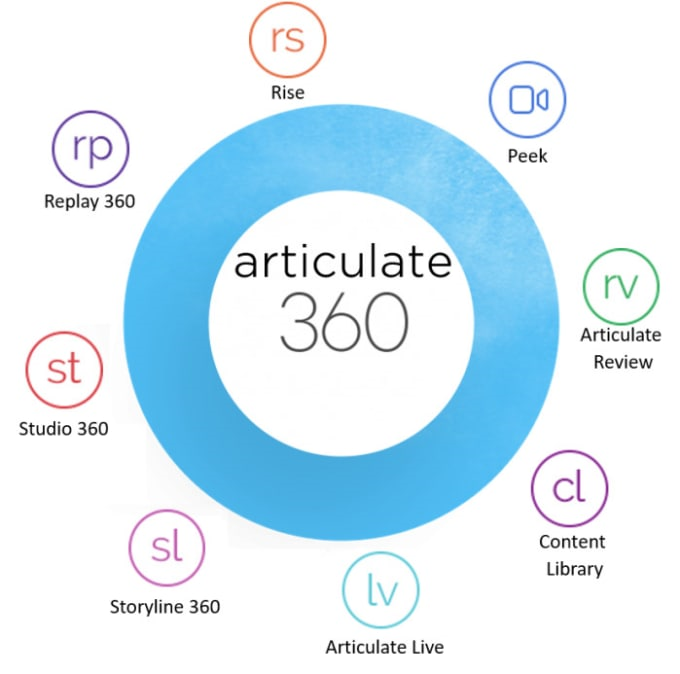 rs
Rise
Peek
rp
Replay 360
articulate
360
rv
Articulate
Review
st
Studio 360
cl
Content
Library
sl
Storyline 360
lv
Articulate Live